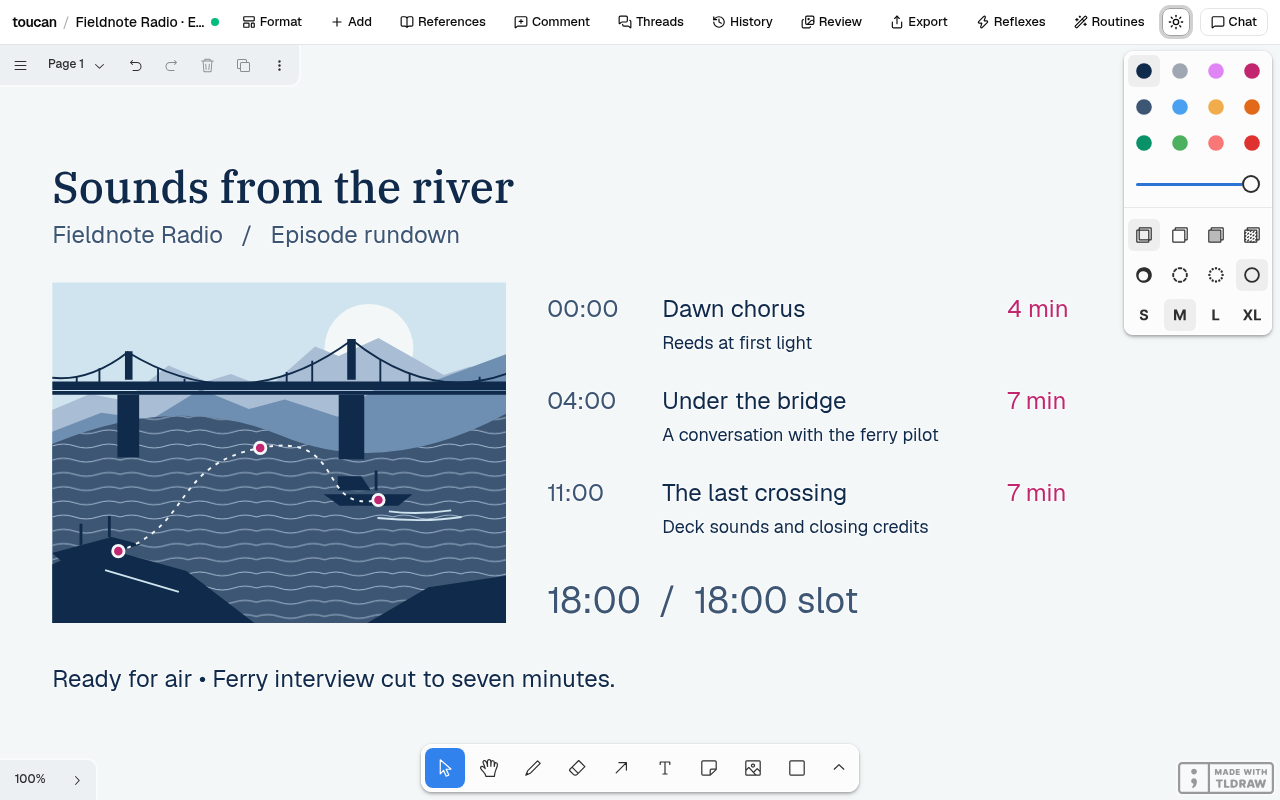 toucan / Fieldnote Radio · E... Format Add References Comment Threads History Review Export Reflexes Routines Chat
Page 1
Sounds from the river
Fieldnote Radio / Episode rundown
00:00 Dawn chorus 4 min
Reeds at first light
04:00 Under the bridge 7 min
A conversation with the ferry pilot
11:00 The last crossing 7 min
Deck sounds and closing credits
18:00 / 18:00 slot
Ready for air • Ferry interview cut to seven minutes.
S M L XL
100%
MADE WITH
TLDRAW